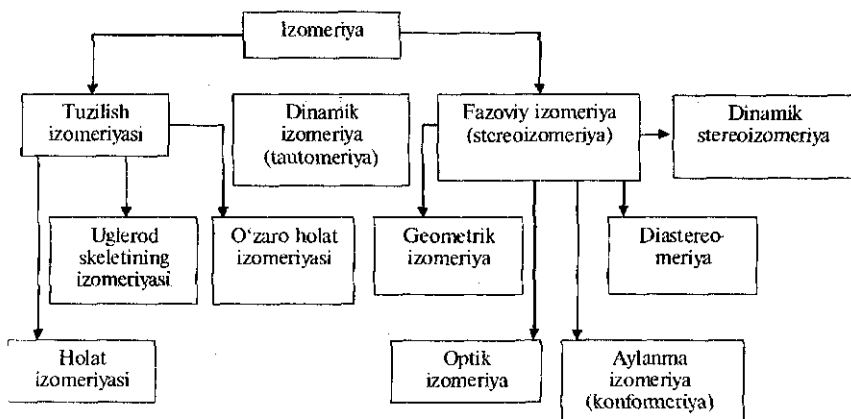 Izomeriya
Tuzilish
izomeriyasi
Dinamik
izomeriya
(tautomeriya)
Fazoviy izomeriya
(stereoizomeriya)
Dinamik
stereoizomeriya
Uglerod
skeletining
izomeriyasi
O‘zaro holat
izomeriyasi
Geometrik
izomeriya
Diastereo-
meriya
Holat
izomeriyasi
Optik
izomeriya
Aylanma
izomeriya
(konformeriya)